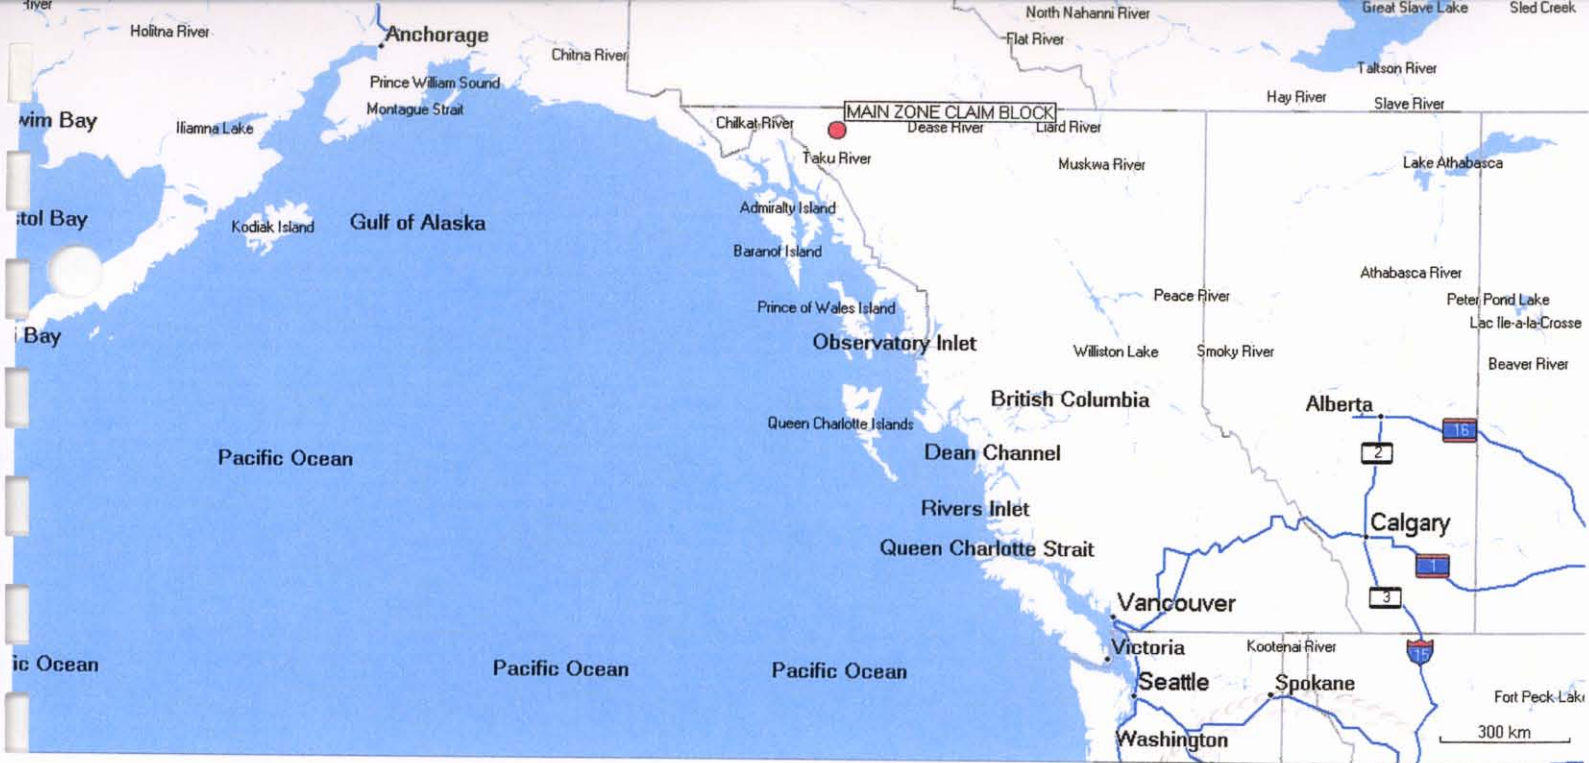 River
Holitna River
Anchorage
Chitna River
North Nahanni River
Flat River
Great Slave Lake
Sled Creek
Taltson River
Prince William Sound
Montague Strait
Hay River
Slave River
MAIN ZONE CLAIM BLOCK
wim Bay
Iliamna Lake
Chilkat River
Dease River
Liard River
Taku River
Muskwa River
Lake Athabasca
stol Bay
Kodiak Island
Gulf of Alaska
Admiralty Island
Baranof Island
Athabasca River
Peace River
Peter Pond Lake
Prince of Wales Island
Lac Ile-a-la-Crosse
Bay
Observatory Inlet
Williston Lake
Smoky River
Beaver River
British Columbia
Alberta
Queen Charlotte Islands
16
Pacific Ocean
Dean Channel
2
Rivers Inlet
Calgary
Queen Charlotte Strait
1
3
Vancouver
ic Ocean
Pacific Ocean
Pacific Ocean
Victoria
Kootenai River
15
Seattle
Spokane
Fort Peck Lake
Washington
300 km